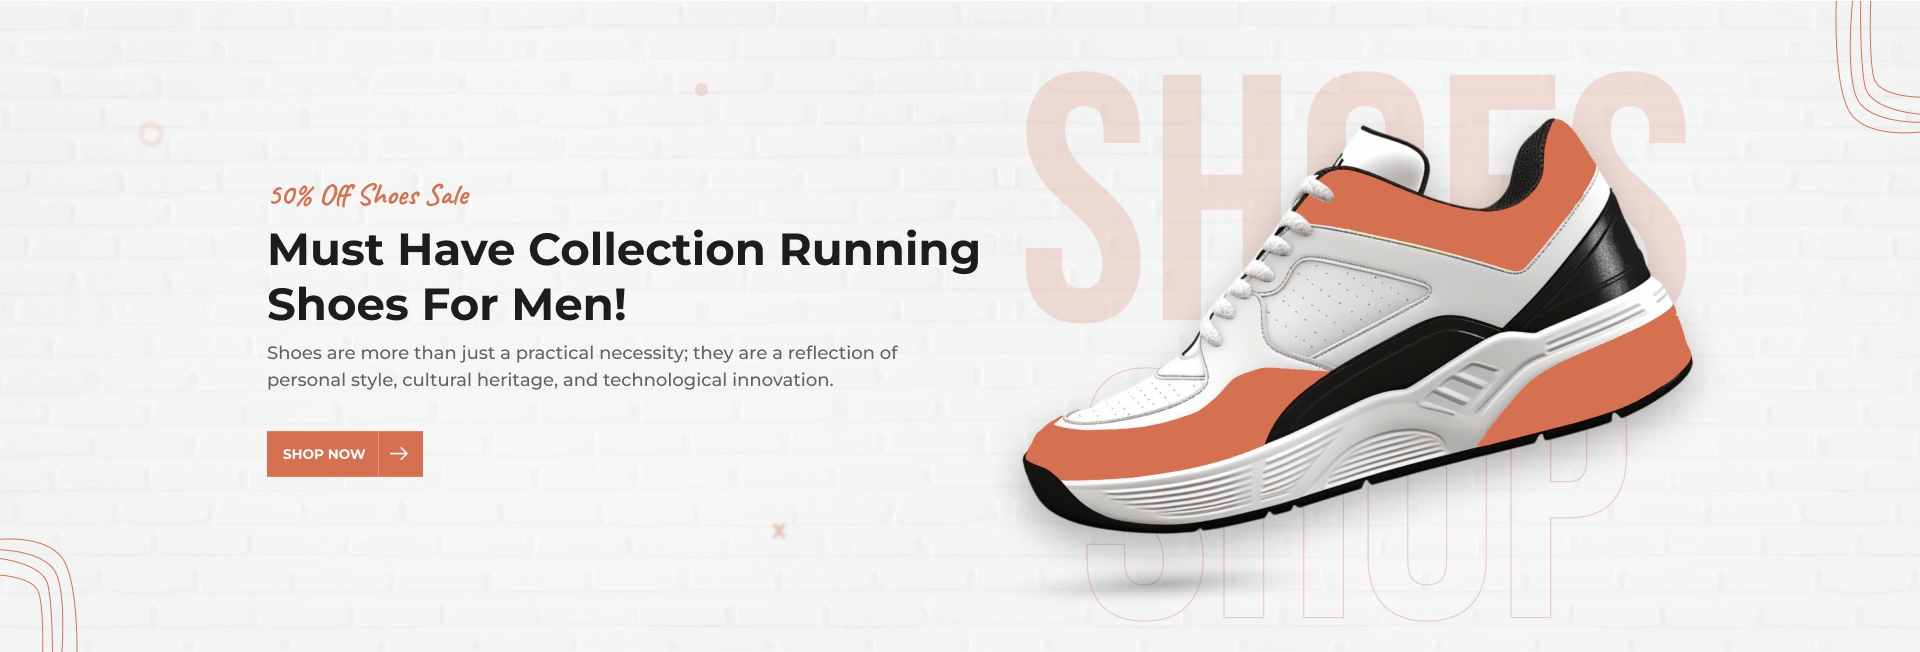 50% Off Shoes Sale
Must Have Collection Running
Shoes For Men!
Shoes are more than just a practical necessity; they are a reflection of
personal style, cultural heritage, and technological innovation.
SHOP NOW
SHOES
SHOP